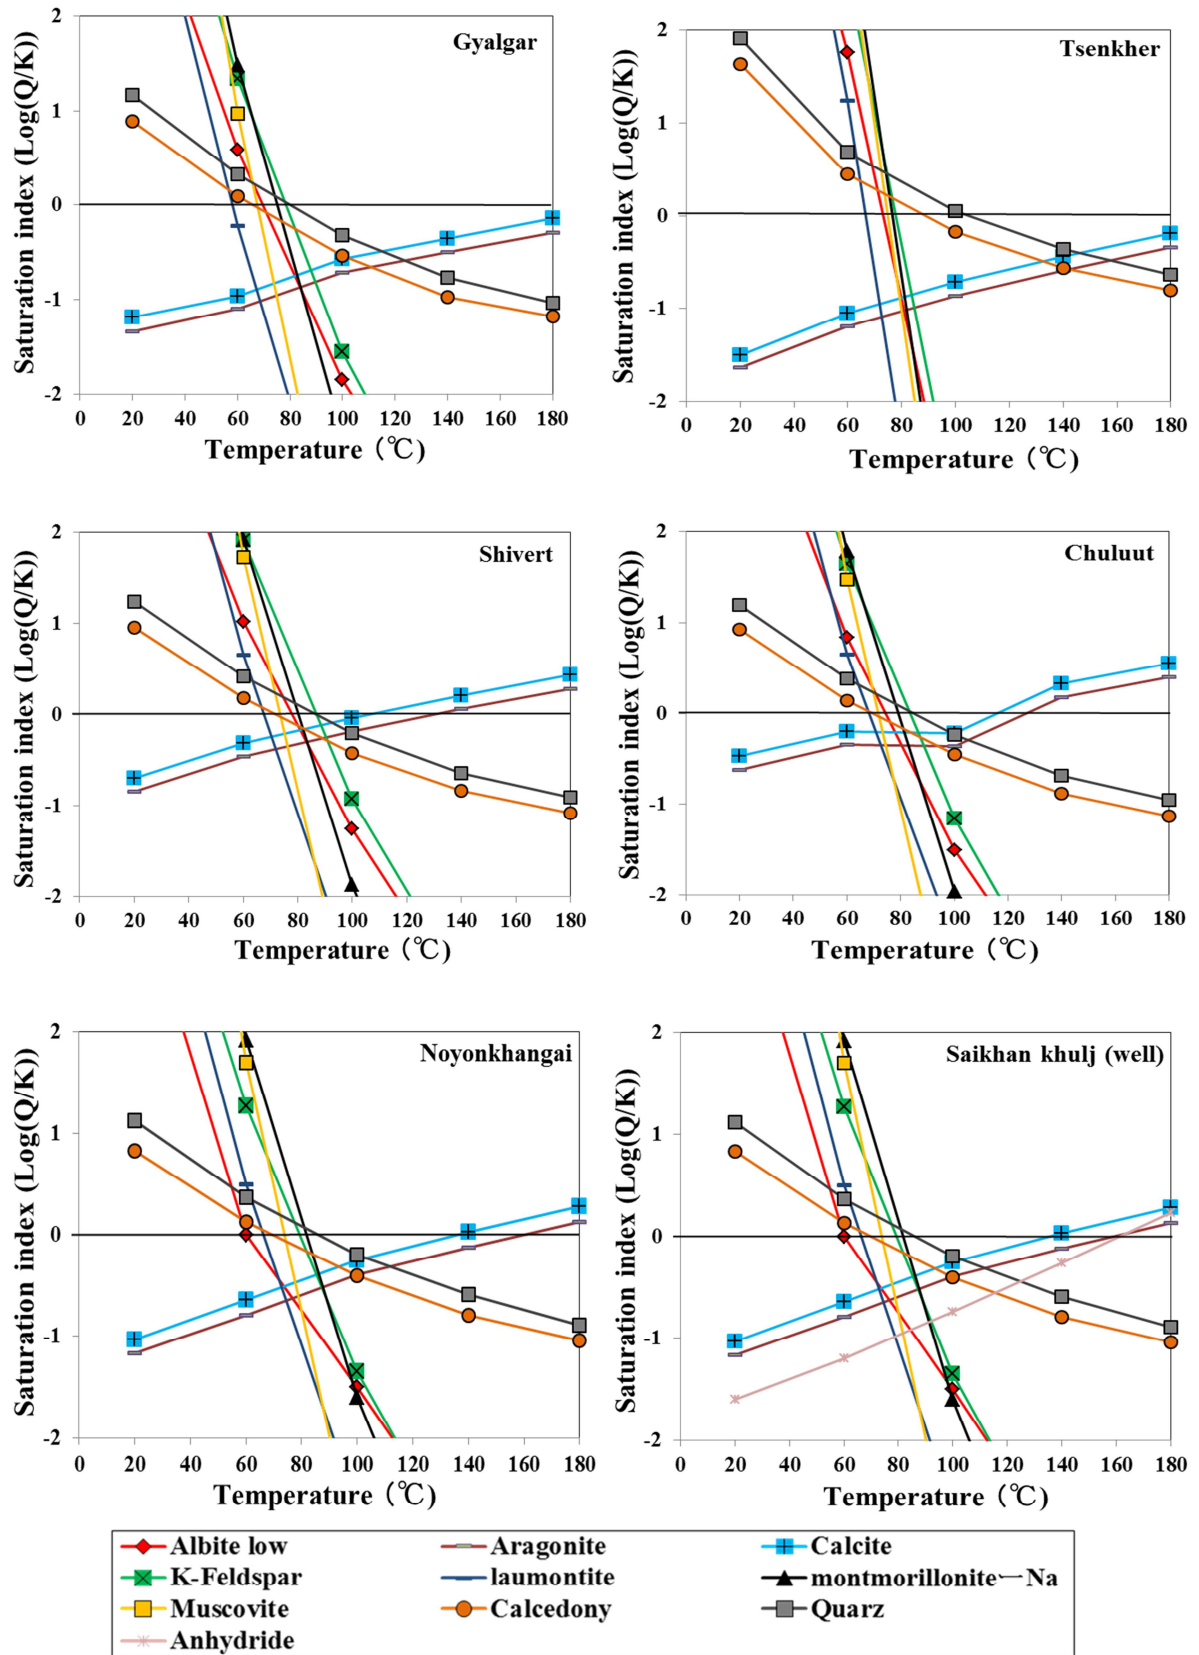 Gyalgar
Saturation index (Log(Q/K))
2
1
0
-1
-2
0 20 40 60 80 100 120 140 160 180
Temperature (℃)
Tsenkher
Saturation index (Log(Q/K))
2
1
0
-1
-2
0 20 40 60 80 100 120 140 160 180
Temperature (℃)
Shivert
Saturation index (Log(Q/K))
2
1
0
-1
-2
0 20 40 60 80 100 120 140 160 180
Temperature (℃)
Chuluut
Saturation index (Log(Q/K))
2
1
0
-1
-2
0 20 40 60 80 100 120 140 160 180
Temperature (℃)
Noyonkhangai
Saturation index (Log(Q/K))
2
1
0
-1
-2
0 20 40 60 80 100 120 140 160 180
Temperature (℃)
Saikhan khulj (well)
Saturation index (Log(Q/K))
2
1
0
-1
-2
0 20 40 60 80 100 120 140 160 180
Temperature (℃)
Albite low Aragonite Calcite
K-Feldspar laumontite montmorillonite—Na
Muscovite Calcedony Quarz
Anhydride